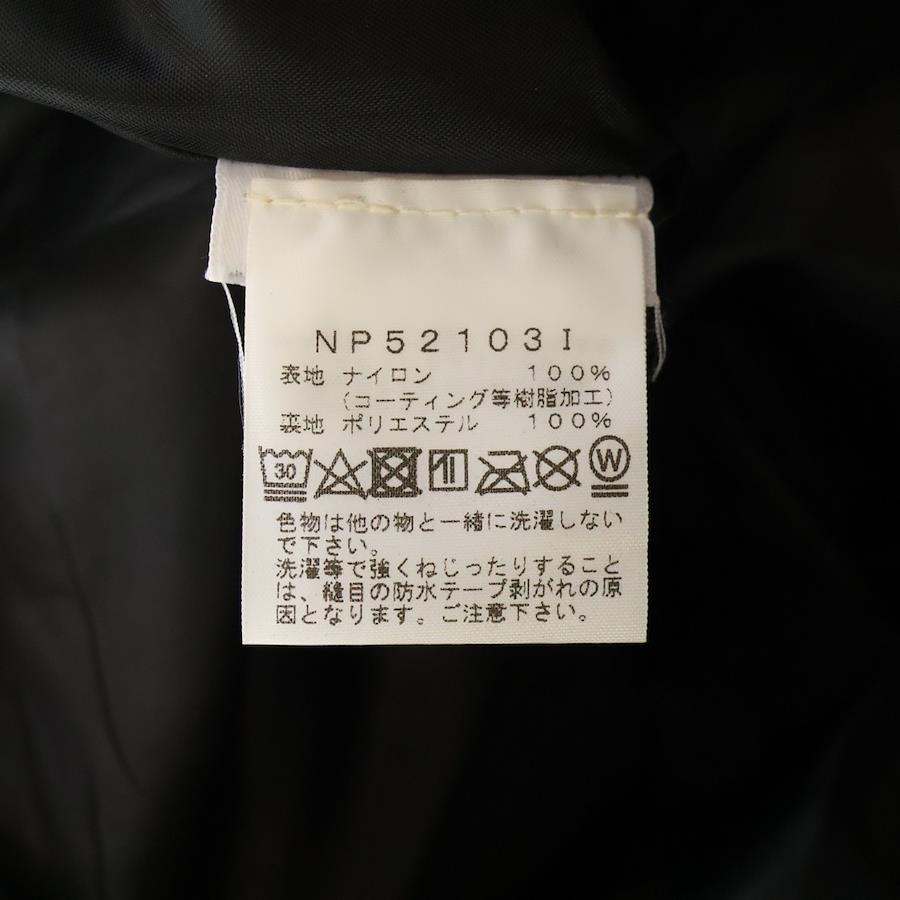 NP52103I
表地 ナイロン 100%
(コーティング等樹脂加工)
裏地 ポリエステル 100%
30 W
色物は他の物と一緒に洗濯しない
で下さい。
洗濯等で強くねじったりすること
は、縫目の防水テープ剥がれの原
因となります。ご注意下さい。